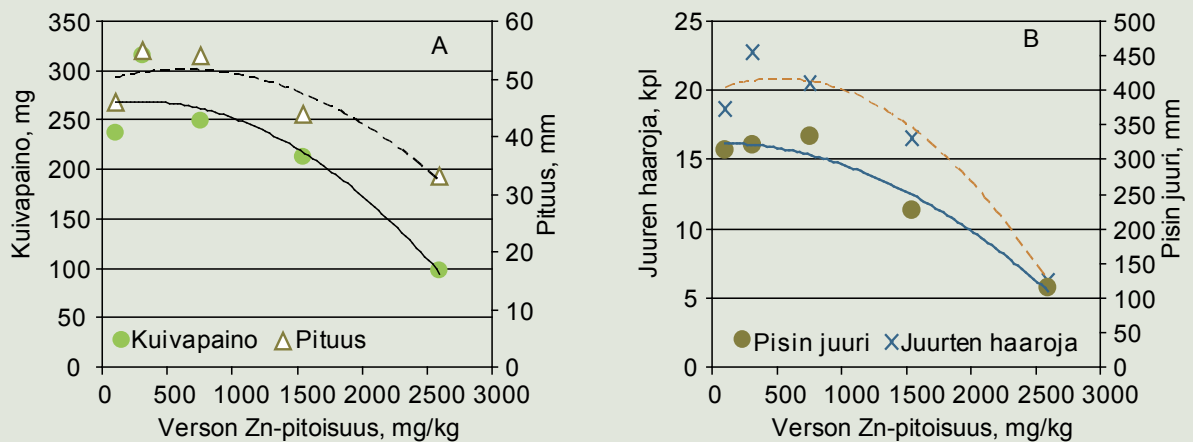 350
300
250
200
150
100
50
0
Kuivapaino, mg
A
60
50
40
30
20
10
0
Pituus, mm
Kuivapaino Pituus
0 500 1000 1500 2000 2500 3000
Verson Zn-pitoisuus, mg/kg
25
20
15
10
5
0
Juuren haaroja, kpl
B
500
450
400
350
300
250
200
150
100
50
0
Pisin juuri, mm
Pisin juuri Juurten haaroja
0 500 1000 1500 2000 2500 3000
Verson Zn-pitoisuus, mg/kg